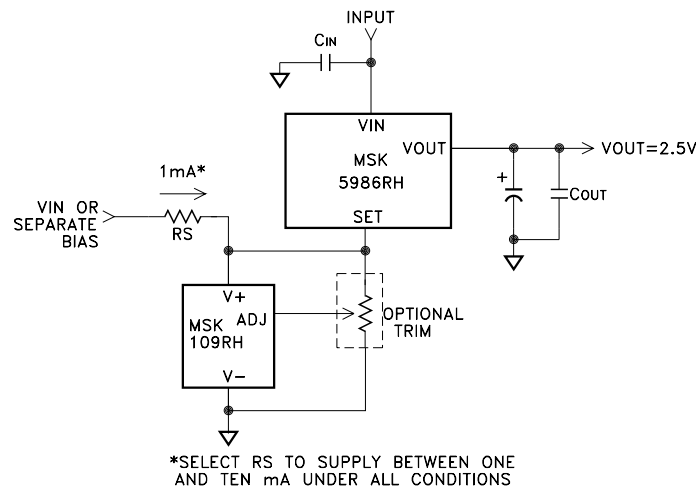 INPUT
CIN
VIN
VOUT
MSK
5986RH
SET
VOUT=2.5V
+
COUT
1mA*
VIN OR
SEPARATE
BIAS
RS
V+
ADJ
MSK
109RH
V-
OPTIONAL
TRIM
*SELECT RS TO SUPPLY BETWEEN ONE
AND TEN mA UNDER ALL CONDITIONS